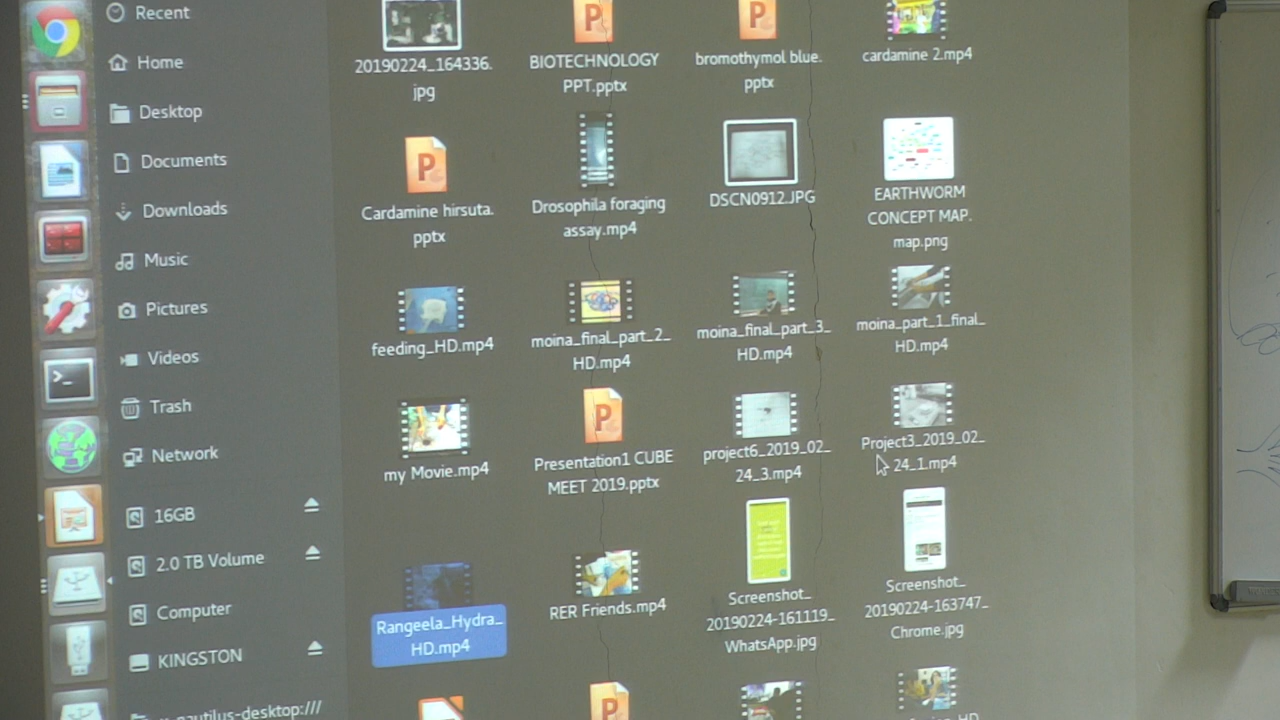 Recent
Home
Desktop
Documents
Downloads
Music
Pictures
Videos
Trash
Network
16GB
2.0 TB Volume
Computer
KINGSTON
nautilus-desktop:///
20190224_164336.
jpg
BIOTECHNOLOGY
PPT.pptx
bromothymol blue.
pptx
cardamine 2.mp4
Cardamine hirsuta.
pptx
Drosophila foraging
assay.mp4
DSCN0912.JPG
EARTHWORM
CONCEPT MAP.
map.png
feeding_HD.mp4
moina_final_part_2_
HD.mp4
moina_final_part_3_
HD.mp4
moina_part_1_final_
HD.mp4
my Movie.mp4
Presentation1 CUBE
MEET 2019.pptx
project6_2019_02_
24_3.mp4
Project3_2019_02_
24_1.mp4
Rangeela_Hydra_
HD.mp4
RER Friends.mp4
Screenshot_
20190224-161119_
WhatsApp.jpg
Screenshot_
20190224-163747_
Chrome.jpg